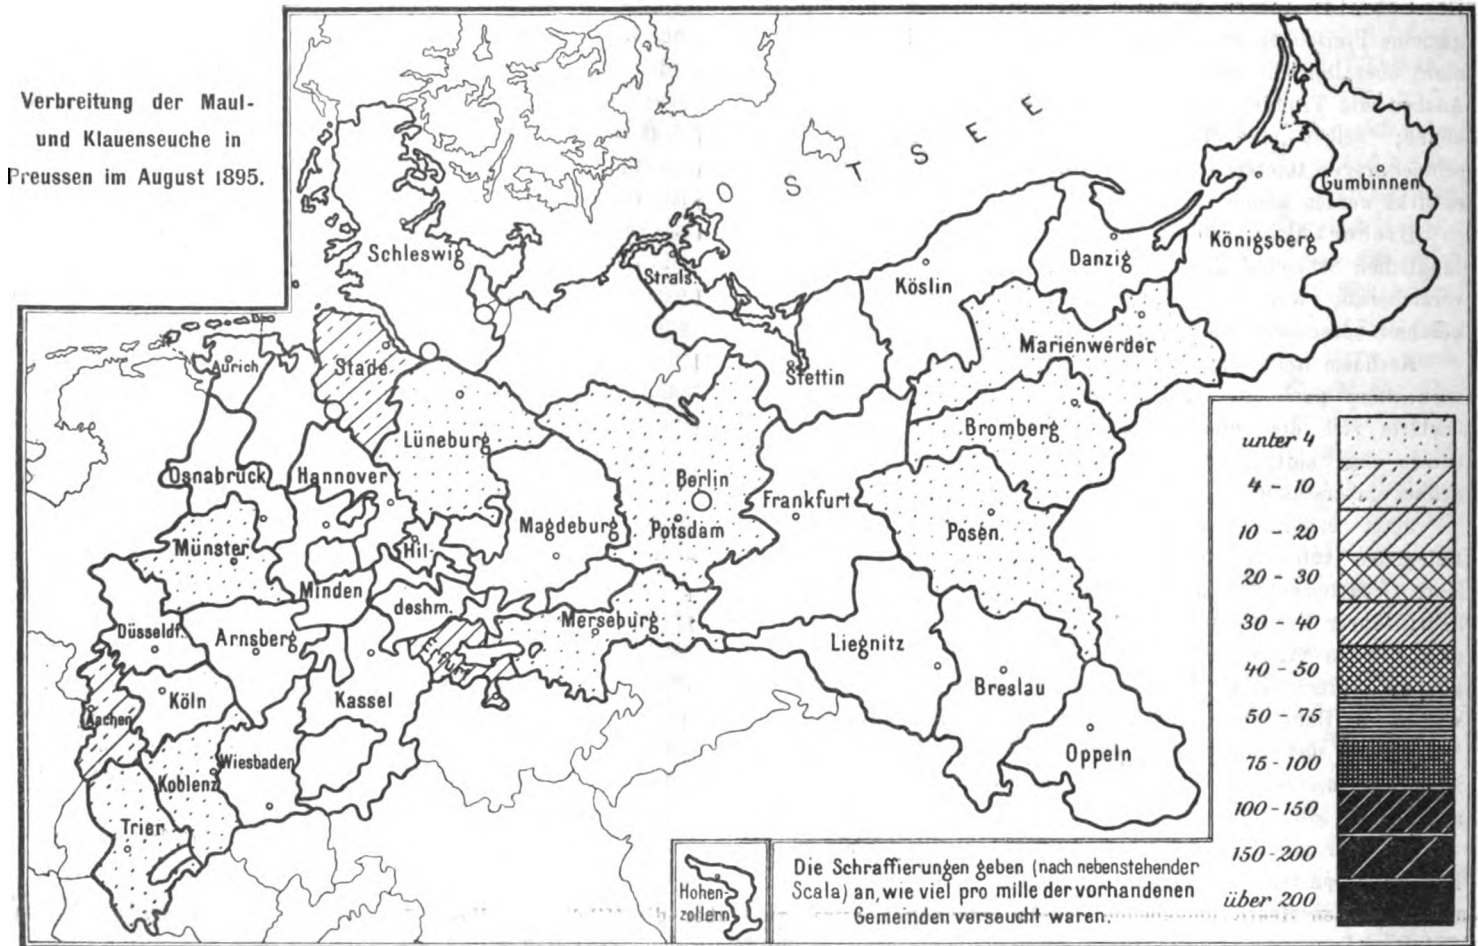 Verbreitung der Maul-
und Klauenseuche in
Preussen im August 1895.
OSTSEE
Gumbinnen
Königsberg
Danzig
Schleswig
Strals.
Köslin
Marienwerder
Stade
Aurich
Stettin
Lüneburg
Bromberg
Osnabrück
Hannover
Berlin
Frankfurt
Magdeburg
Potsdam
Posen.
Münster
Hil-
deshm.
Minden
Merseburg
Düsseldf.
Arnsberg
Liegnitz
Erfurt
Köln
Kassel
Breslau
Aachen
Wiesbaden
Koblenz
Oppeln
Trier
Hohen
zollern
unter 4
4 - 10
10 - 20
20 - 30
30 - 40
40 - 50
50 - 75
75 - 100
100 - 150
150 - 200
über 200
Die Schraffierungen geben (nach nebenstehender
Scala) an, wie viel pro mille der vorhandenen
Gemeinden verseucht waren.